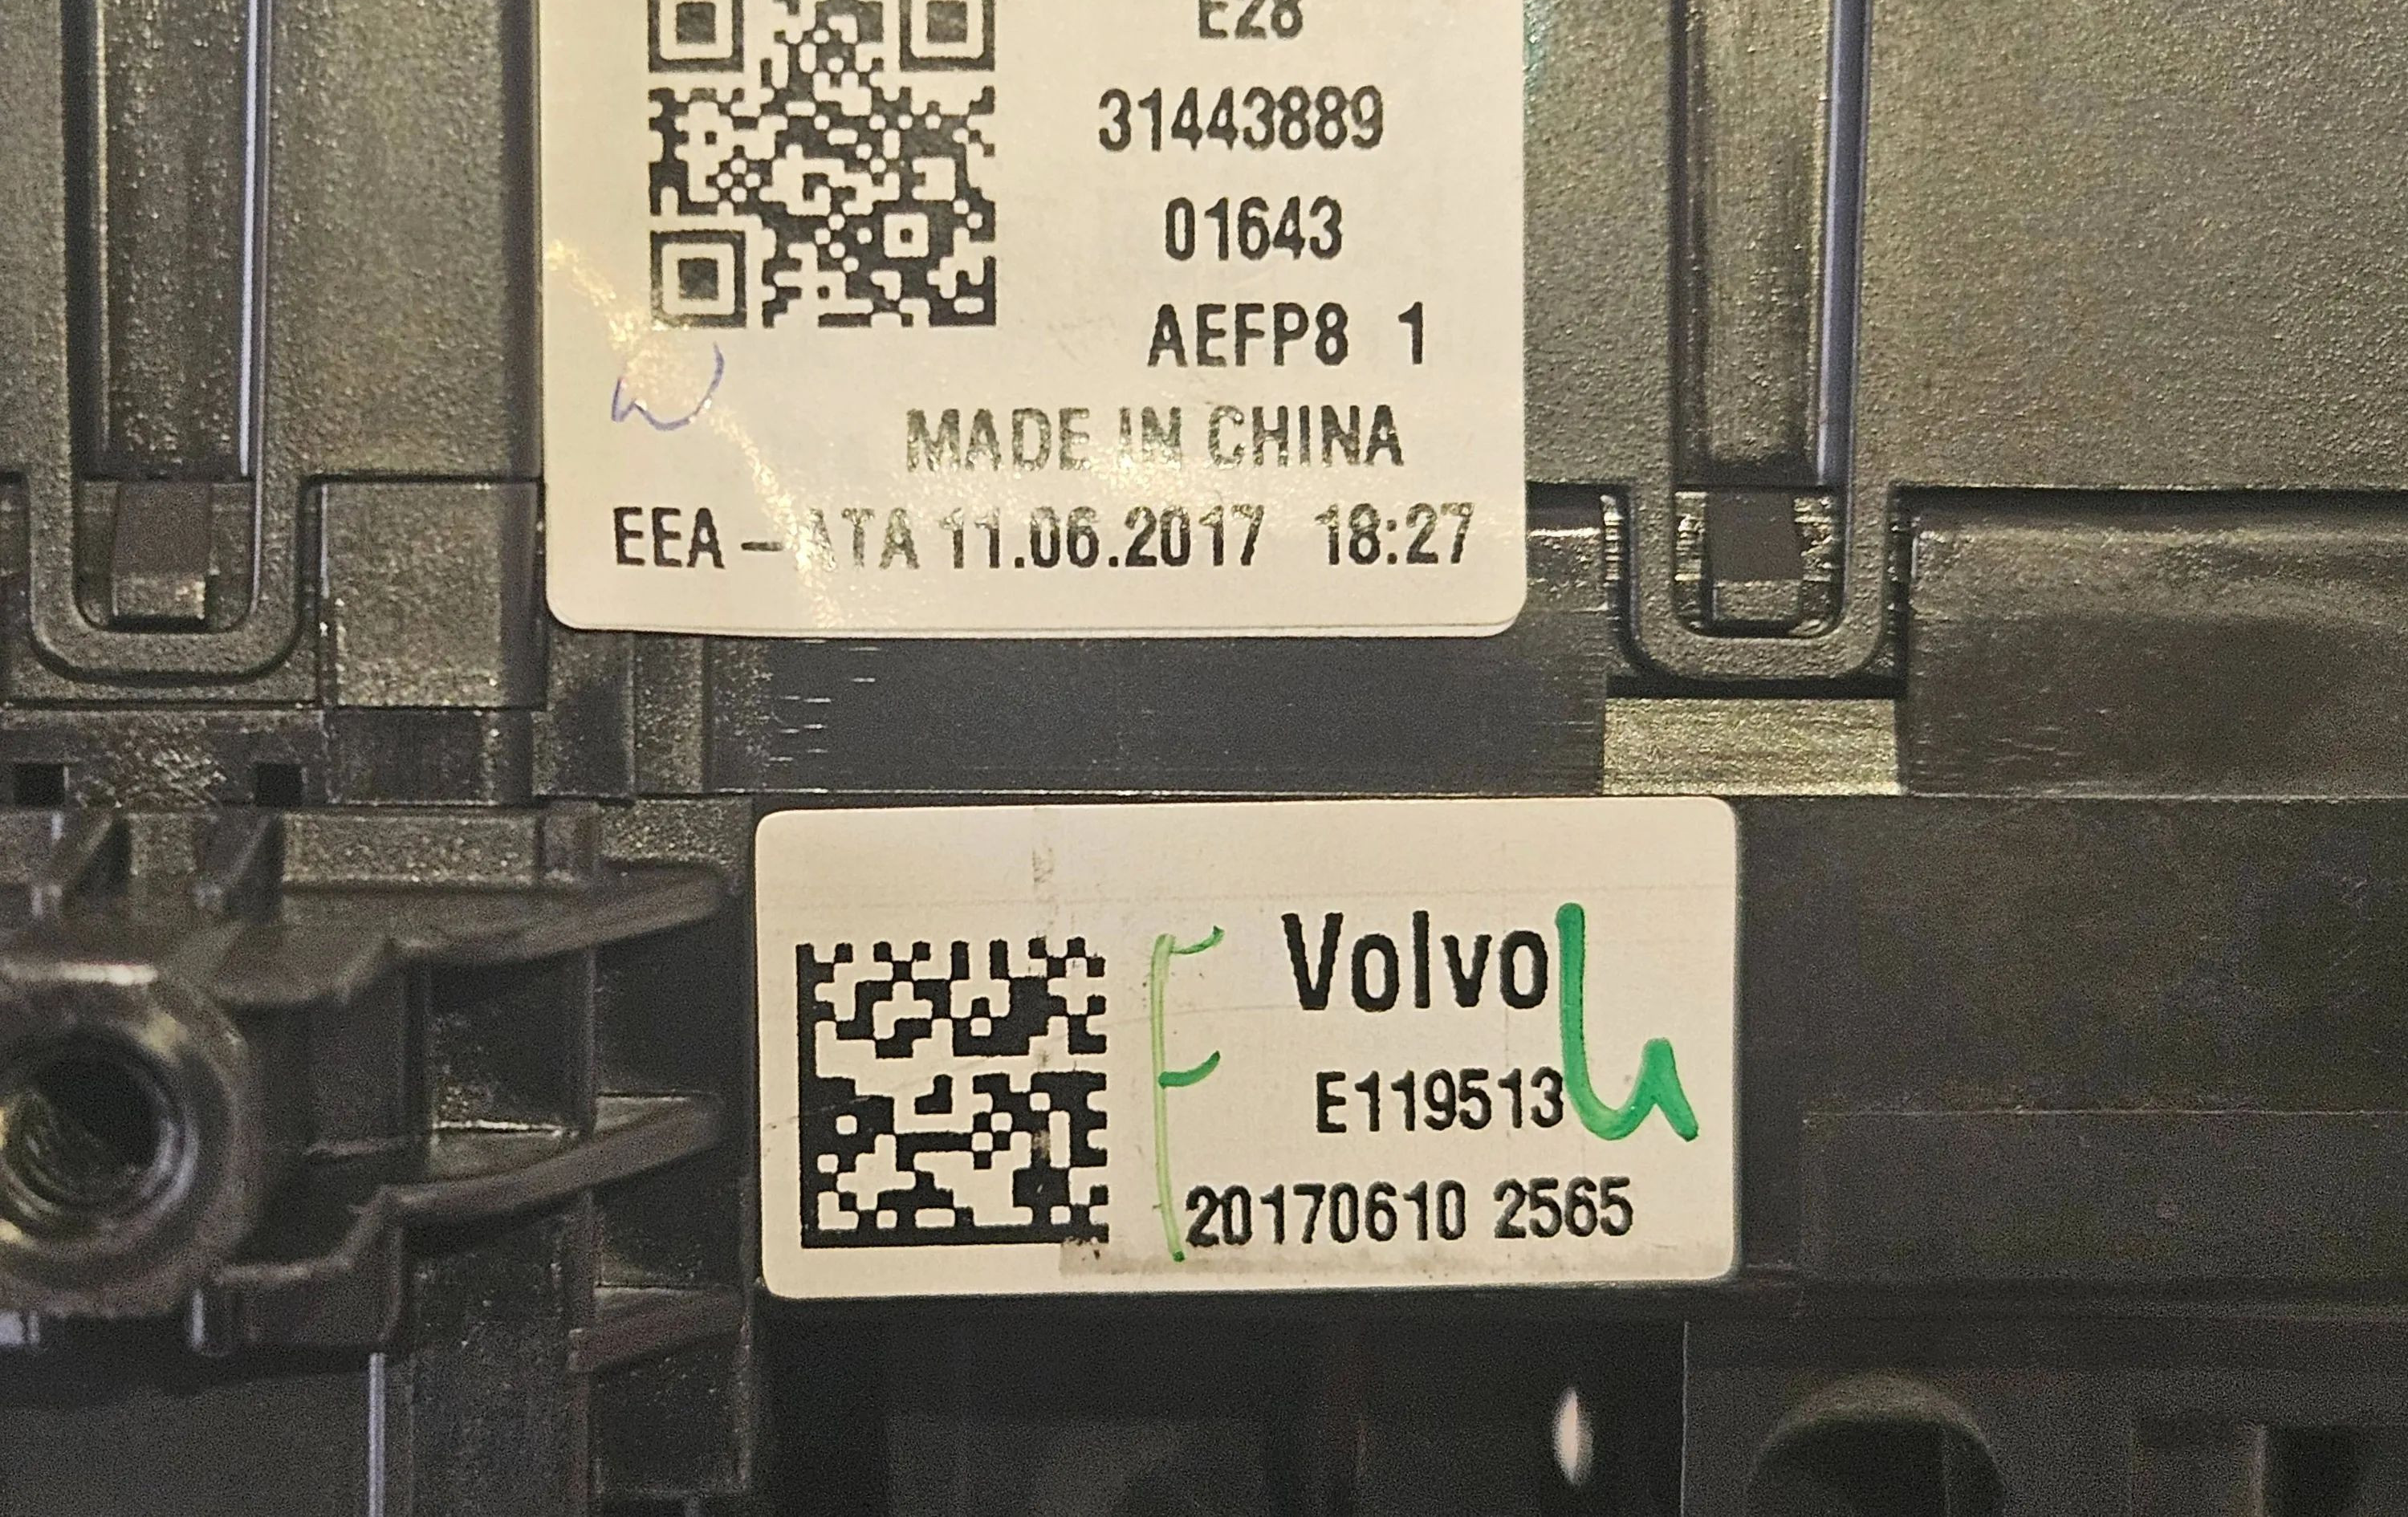 E28
31443889
01643
AEFP8 1
MADE IN CHINA
EEA - ATA 11.06.2017 18:27
Volvo
E119513
20170610 2565